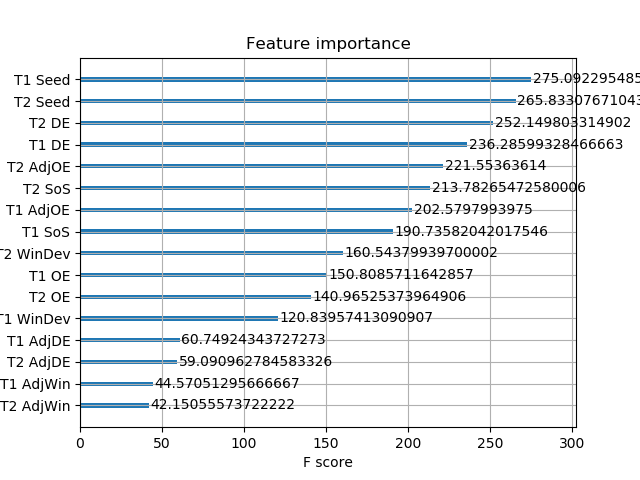 Feature importance
T1 Seed 275.092295485
T2 Seed 265.83307671043
T2 DE 252.149803314902
T1 DE 236.28599328466663
T2 AdjOE 221.55363614
T2 SoS 213.78265472580006
T1 AdjOE 202.5797993975
T1 SoS 190.73582042017546
T2 WinDev 160.54379939700002
T1 OE 150.8085711642857
T2 OE 140.96525373964906
T1 WinDev 120.83957413090907
T1 AdjDE 60.74924343727273
T2 AdjDE 59.090962784583326
T1 AdjWin 44.57051295666667
T2 AdjWin 42.15055573722222
0 50 100 150 200 250 300
F score